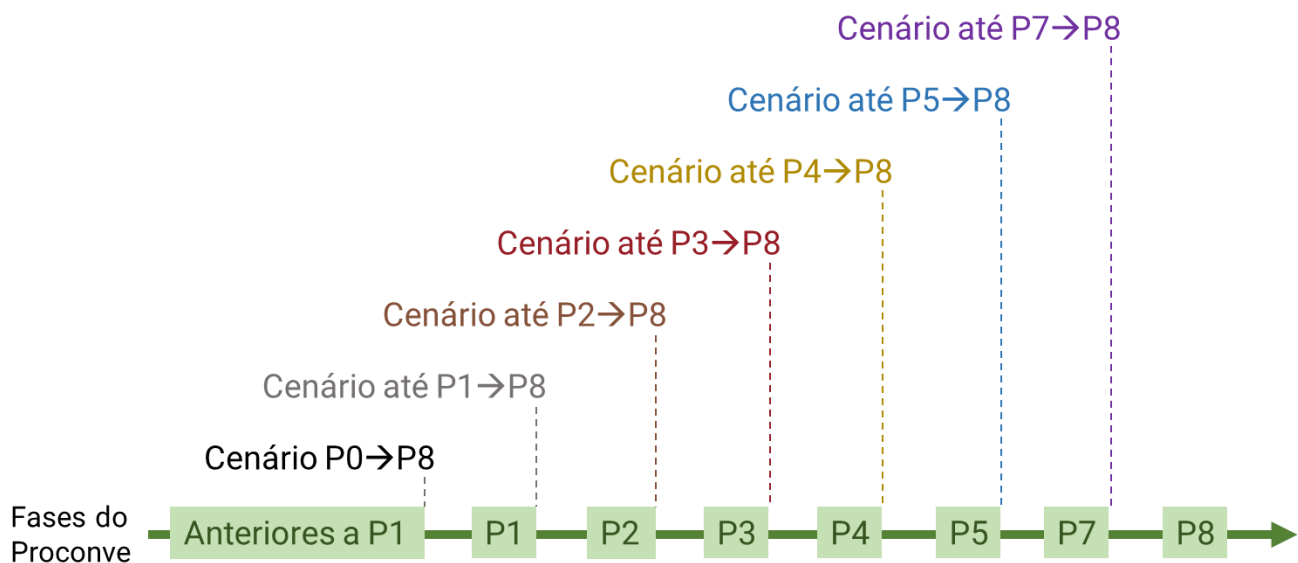 Cenário até P7→P8
Cenário até P5→P8
Cenário até P4→P8
Cenário até P3→P8
Cenário até P2→P8
Cenário até P1→P8
Cenário P0→P8
Fases do
Proconve
Anteriores a P1
P1
P2
P3
P4
P5
P7
P8